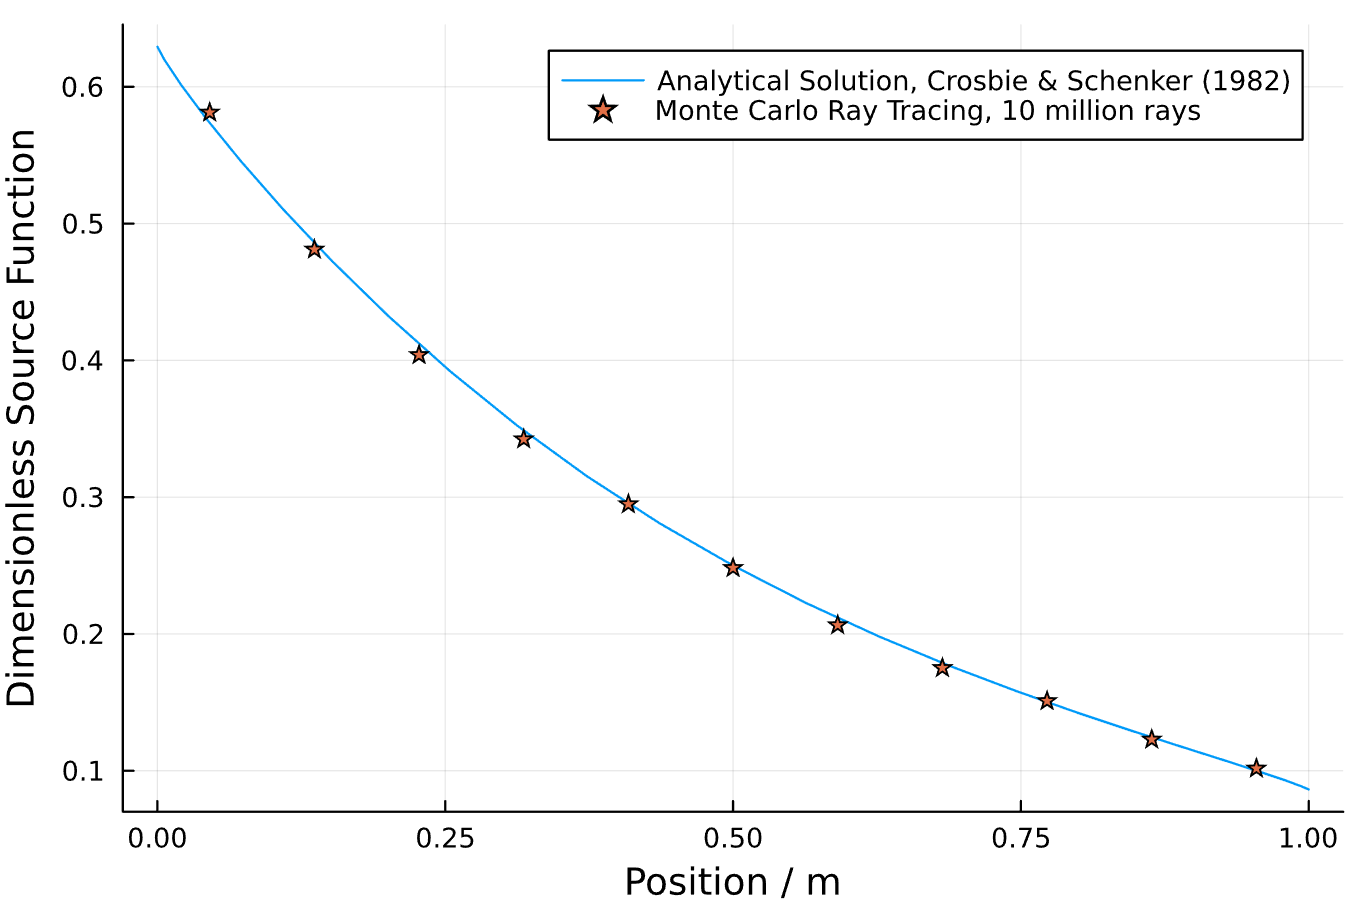 Analytical Solution, Crosbie & Schenker (1982)
Monte Carlo Ray Tracing, 10 million rays
Dimensionless Source Function
0.6
0.5
0.4
0.3
0.2
0.1
0.00 0.25 0.50 0.75 1.00
Position / m